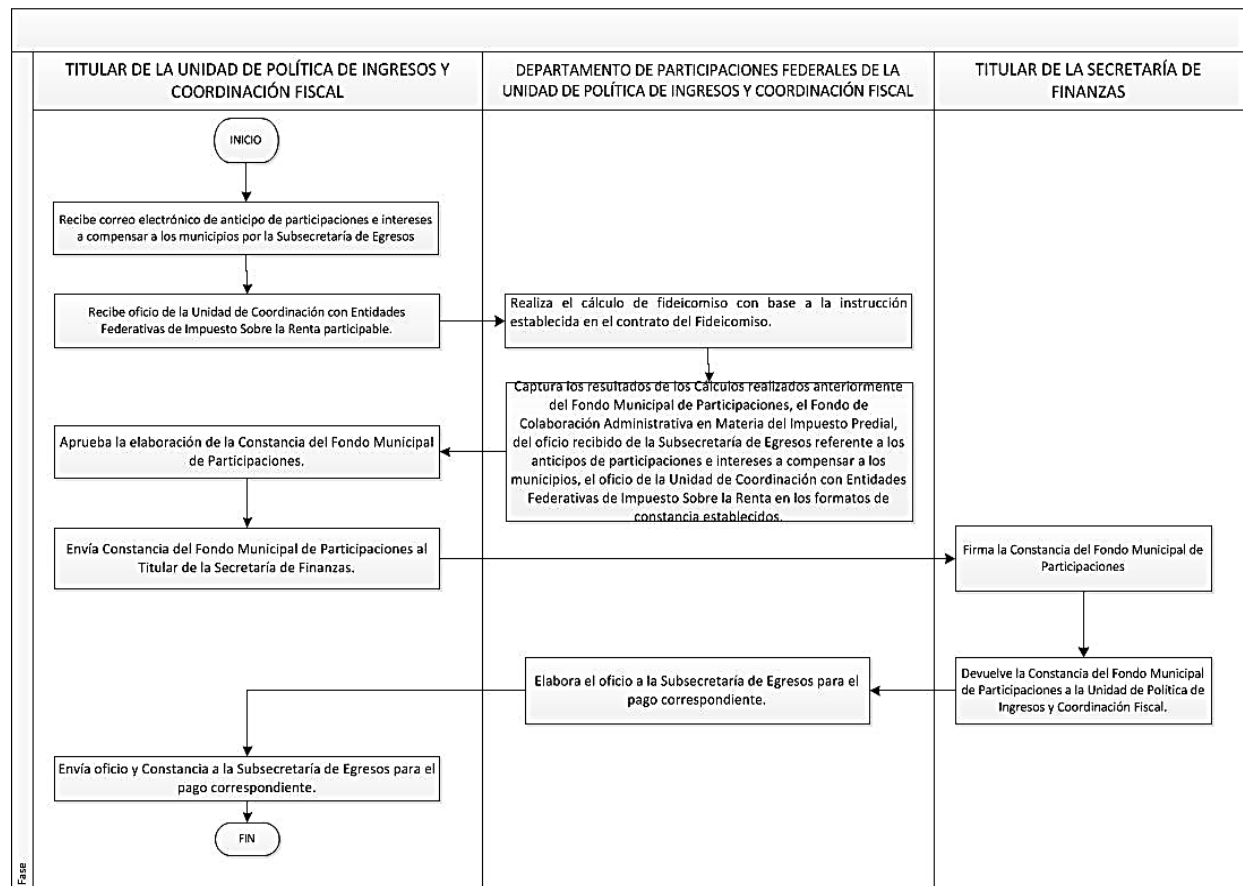 TITULAR DE LA UNIDAD DE POLÍTICA DE INGRESOS Y
COORDINACIÓN FISCAL
DEPARTAMENTO DE PARTICIPACIONES FEDERALES DE LA
UNIDAD DE POLÍTICA DE INGRESOS Y COORDINACIÓN FISCAL
TITULAR DE LA SECRETARÍA DE
FINANZAS
INICIO
Recibe correo electrónico de anticipo de participaciones e intereses
a compensar a los municipios por la Subsecretaría de Egresos
Recibe oficio de la Unidad de Coordinación con Entidades
Federativas de Impuesto Sobre la Renta participable.
Realiza el cálculo de fideicomiso con base a la instrucción
establecida en el contrato del Fideicomiso.
Captura los resultados de los Cálculos realizados anteriormente
del Fondo Municipal de Participaciones, el Fondo de
Colaboración Administrativa en Materia del Impuesto Predial,
del oficio recibido de la Subsecretaría de Egresos referente a los
anticipos de participaciones e intereses a compensar a los
municipios, el oficio de la Unidad de Coordinación con Entidades
Federativas de Impuesto Sobre la Renta en los formatos de
constancia establecidos.
Aprueba la elaboración de la Constancia del Fondo Municipal
de Participaciones.
Envía Constancia del Fondo Municipal de Participaciones al
Titular de la Secretaría de Finanzas.
Firma la Constancia del Fondo Municipal de
Participaciones
Devuelve la Constancia del Fondo Municipal
de Participaciones a la Unidad de Política de
Ingresos y Coordinación Fiscal.
Elabora el oficio a la Subsecretaría de Egresos para el
pago correspondiente.
Envía oficio y Constancia a la Subsecretaría de Egresos para el
pago correspondiente.
FIN
Fase